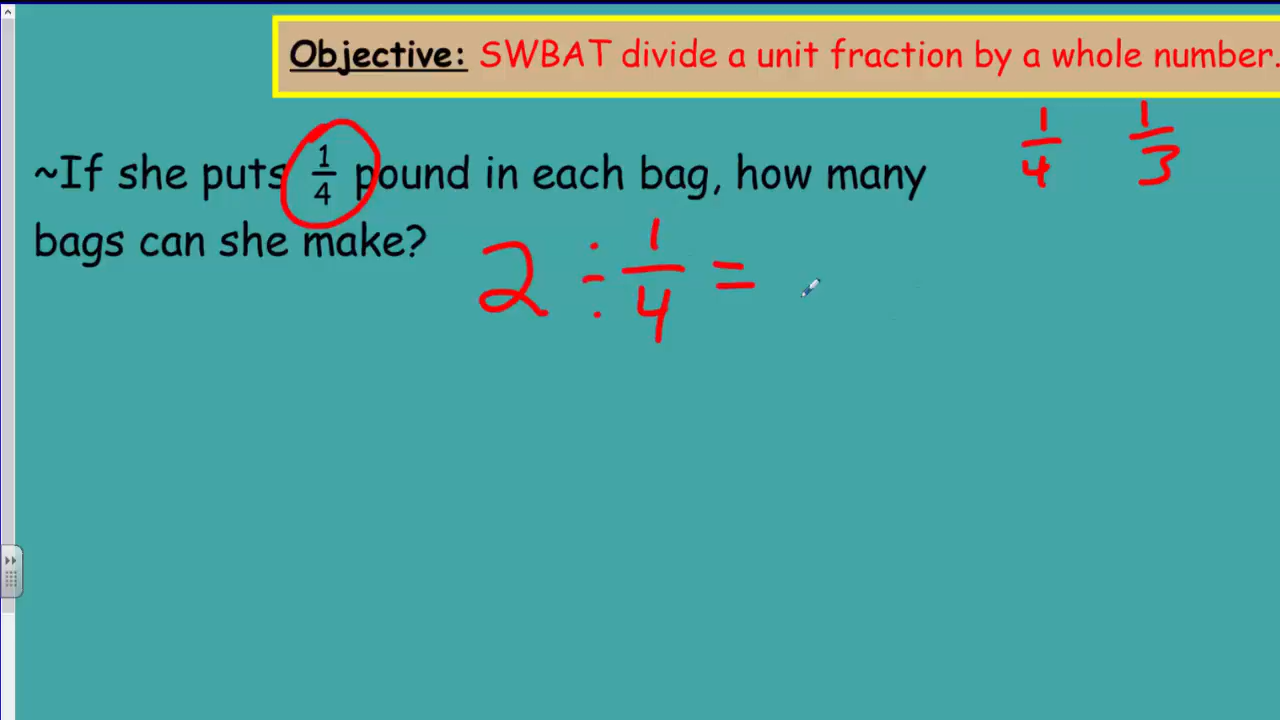 Objective: SWBAT divide a unit fraction by a whole number.
1/4 1/3
~If she puts 1/4 pound in each bag, how many
bags can she make?
2 ÷ 1/4 =